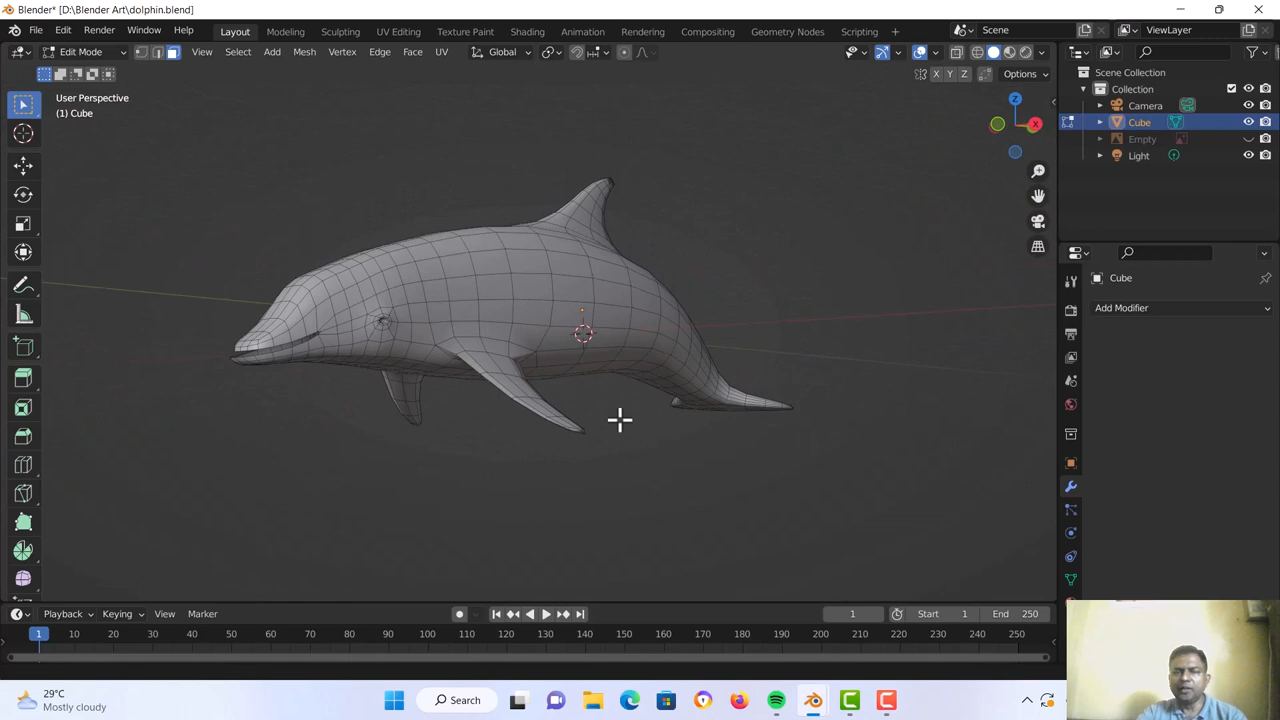 Blender* [D:\Blender Art\dolphin.blend]
File Edit Render Window Help Layout Modeling Sculpting UV Editing Texture Paint Shading Animation Rendering Compositing Geometry Nodes Scripting + Scene ViewLayer
Edit Mode View Select Add Mesh Vertex Edge Face UV Global
X Y Z Options
User Perspective
(1) Cube
Z
X
Scene Collection
Collection
Camera
Cube
Empty
Light
Cube
Add Modifier
Playback Keying View Marker 1 Start 1 End 250
1 10 20 30 40 50 60 70 80 90 100 110 120 130 140 150 160 170 180 190 200 210 220 230 240 250
29°C
Mostly cloudy
Search